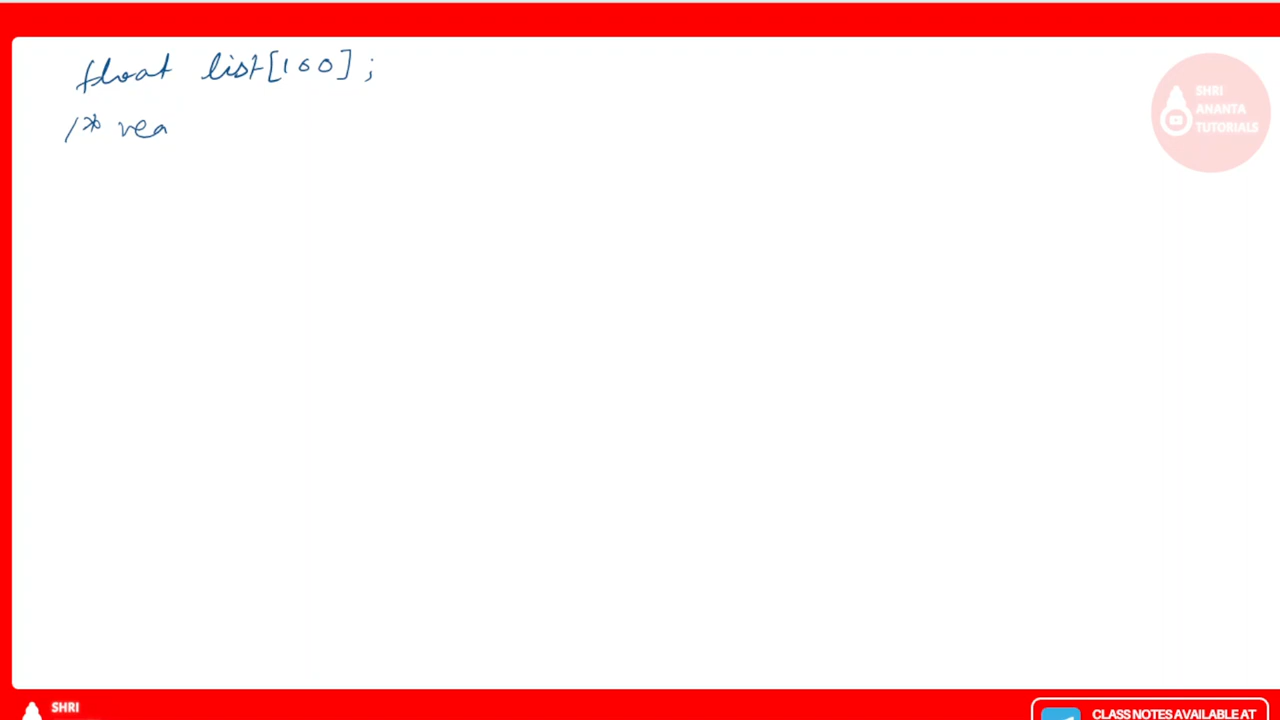 float list[100];
/* rea
SHRI
ANANTA
TUTORIALS
SHRI
CLASS NOTES AVAILABLE AT